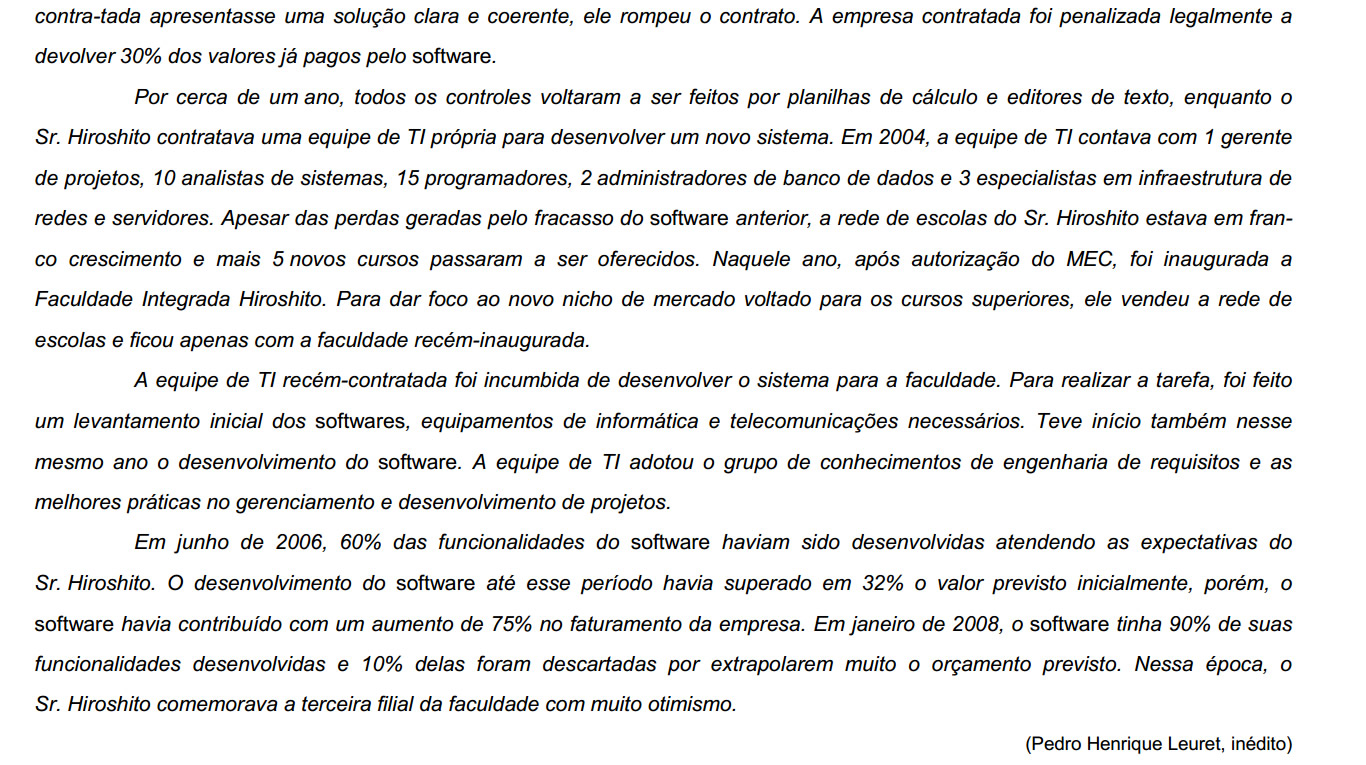 contra-tada apresentasse uma solução clara e coerente, ele rompeu o contrato. A empresa contratada foi penalizada legalmente a
devolver 30% dos valores já pagos pelo software.
Por cerca de um ano, todos os controles voltaram a ser feitos por planilhas de cálculo e editores de texto, enquanto o
Sr. Hiroshito contratava uma equipe de TI própria para desenvolver um novo sistema. Em 2004, a equipe de TI contava com 1 gerente
de projetos, 10 analistas de sistemas, 15 programadores, 2 administradores de banco de dados e 3 especialistas em infraestrutura de
redes e servidores. Apesar das perdas geradas pelo fracasso do software anterior, a rede de escolas do Sr. Hiroshito estava em fran-
co crescimento e mais 5 novos cursos passaram a ser oferecidos. Naquele ano, após autorização do MEC, foi inaugurada a
Faculdade Integrada Hiroshito. Para dar foco ao novo nicho de mercado voltado para os cursos superiores, ele vendeu a rede de
escolas e ficou apenas com a faculdade recém-inaugurada.
A equipe de TI recém-contratada foi incumbida de desenvolver o sistema para a faculdade. Para realizar a tarefa, foi feito
um levantamento inicial dos softwares, equipamentos de informática e telecomunicações necessários. Teve início também nesse
mesmo ano o desenvolvimento do software. A equipe de TI adotou o grupo de conhecimentos de engenharia de requisitos e as
melhores práticas no gerenciamento e desenvolvimento de projetos.
Em junho de 2006, 60% das funcionalidades do software haviam sido desenvolvidas atendendo as expectativas do
Sr. Hiroshito. O desenvolvimento do software até esse período havia superado em 32% o valor previsto inicialmente, porém, o
software havia contribuído com um aumento de 75% no faturamento da empresa. Em janeiro de 2008, o software tinha 90% de suas
funcionalidades desenvolvidas e 10% delas foram descartadas por extrapolarem muito o orçamento previsto. Nessa época, o
Sr. Hiroshito comemorava a terceira filial da faculdade com muito otimismo.
(Pedro Henrique Leuret, inédito)